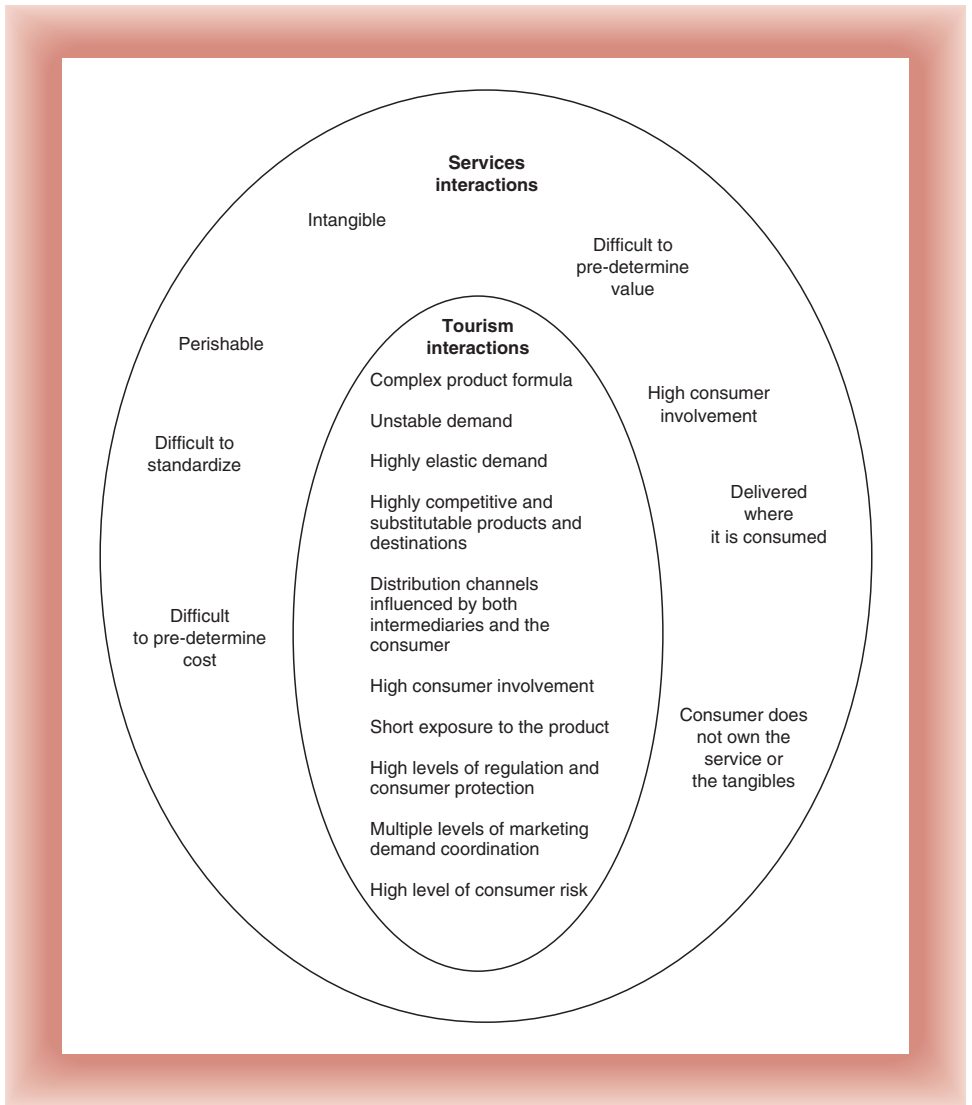 Services
interactions
Intangible
Difficult to
pre-determine
value
Perishable
High consumer
involvement
Difficult to
standardize
Delivered
where
it is consumed
Difficult
to pre-determine
cost
Consumer does
not own the
service or
the tangibles
Tourism
interactions
Complex product formula
Unstable demand
Highly elastic demand
Highly competitive and
substitutable products and
destinations
Distribution channels
influenced by both
intermediaries and the
consumer
High consumer involvement
Short exposure to the product
High levels of regulation and
consumer protection
Multiple levels of marketing
demand coordination
High level of consumer risk